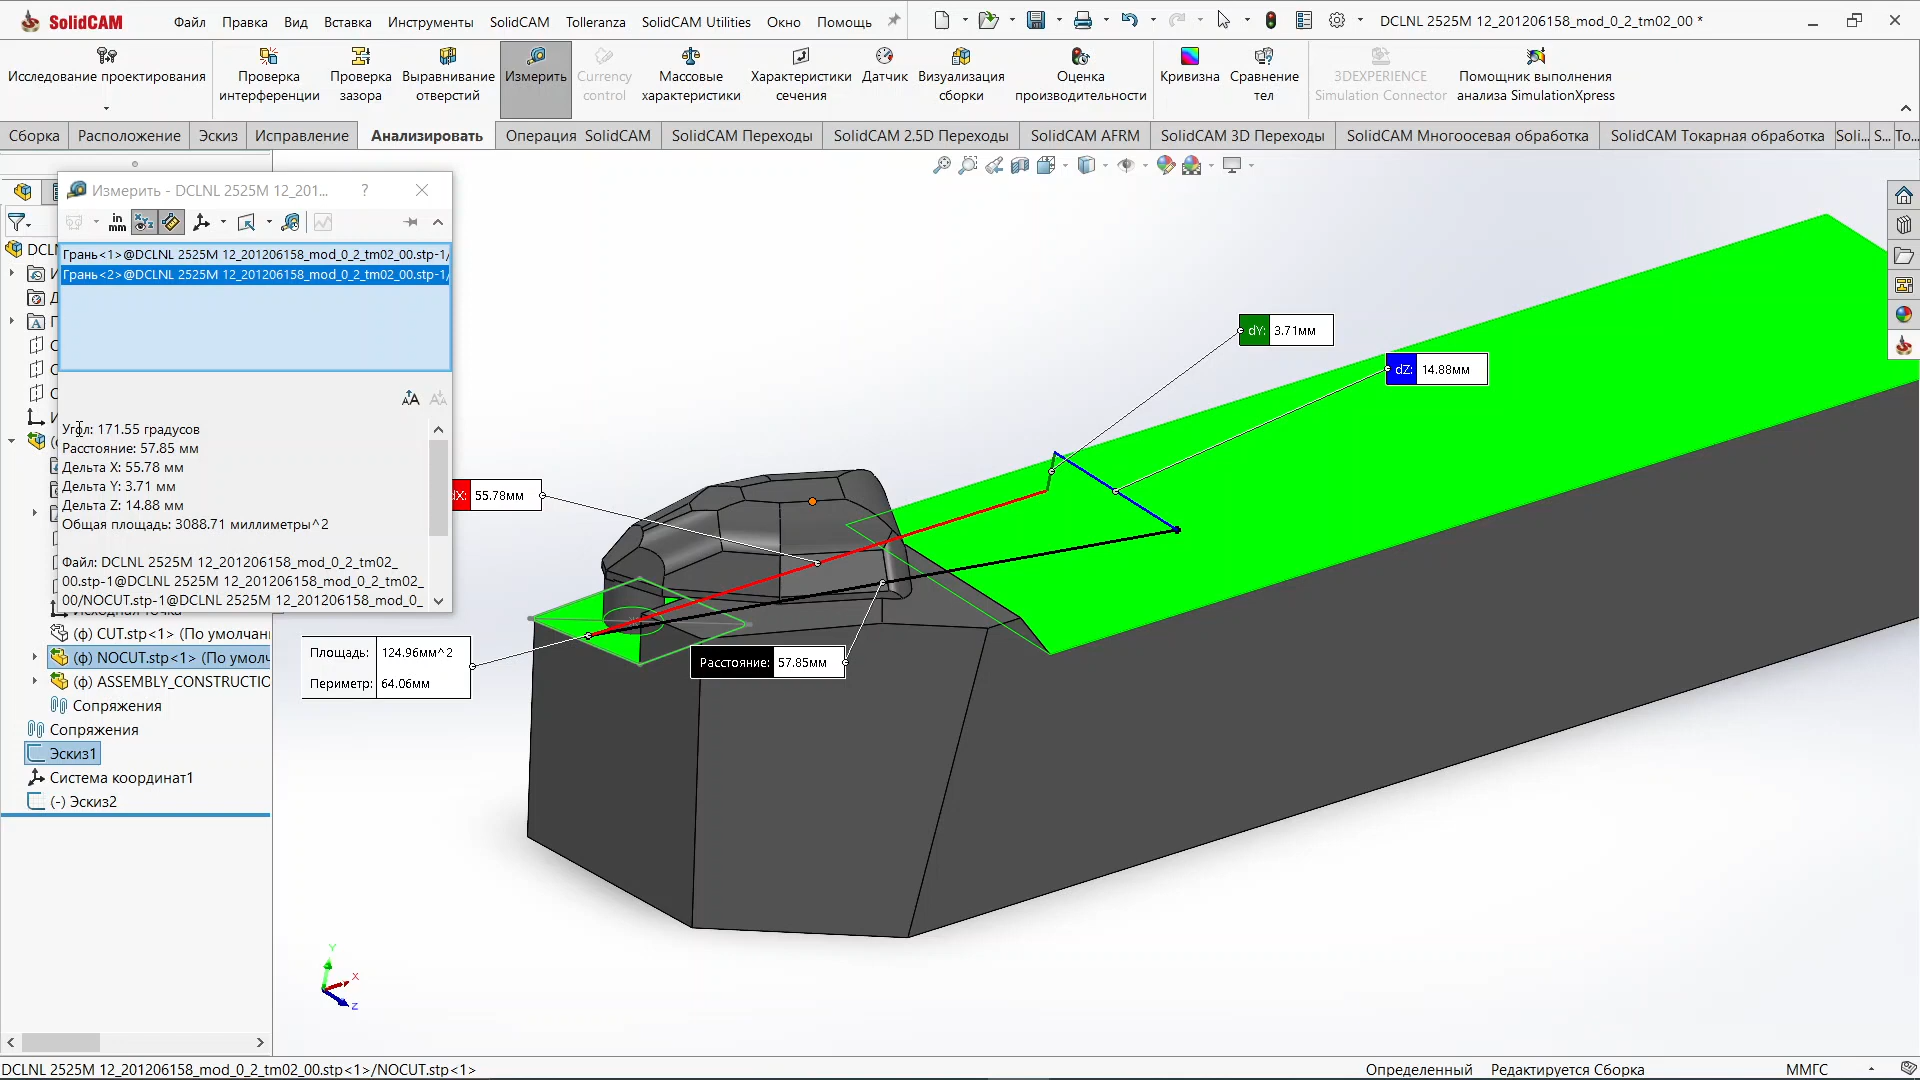 SolidCAM
Файл Правка Вид Вставка Инструменты SolidCAM Tolleranza SolidCAM Utilities Окно Помощь
DCLNL 2525M 12_201206158_mod_0_2_tm02_00 *
Исследование проектирования
Проверка интерференции
Проверка зазора
Выравнивание отверстий
Измерить
Currency control
Массовые характеристики
Характеристики сечения
Датчик
Визуализация сборки
Оценка производительности
Кривизна
Сравнение тел
3DEXPERIENCE Simulation Connector
Помощник выполнения анализа SimulationXpress
Сборка Расположение Эскиз Исправление Анализировать Операция SolidCAM SolidCAM Переходы SolidCAM 2.5D Переходы SolidCAM AFRM SolidCAM 3D Переходы SolidCAM Многоосевая обработка SolidCAM Токарная обработка Soli... S... To...
Измерить - DCLNL 2525M 12_201... ?
in
mm
Грань<1>@DCLNL 2525M 12_201206158_mod_0_2_tm02_00.stp-1/
Грань<2>@DCLNL 2525M 12_201206158_mod_0_2_tm02_00.stp-1/
Угол: 171.55 градусов
Расстояние: 57.85 мм
Дельта X: 55.78 мм
Дельта Y: 3.71 мм
Дельта Z: 14.88 мм
Общая площадь: 3088.71 миллиметры^2
Файл: DCLNL 2525M 12_201206158_mod_0_2_tm02_
00.stp-1@DCLNL 2525M 12_201206158_mod_0_2_tm02_
00/NOCUT.stp-1@DCLNL 2525M 12_201206158_mod_0_
(ф) CUT.stp<1> (По умолчан
(ф) NOCUT.stp<1> (По умолч
(ф) ASSEMBLY_CONSTRUCTIO
Сопряжения
Сопряжения
Эскиз1
Система координат1
(-) Эскиз2
dY: 3.71мм
dZ: 14.88мм
dX: 55.78мм
Площадь: 124.96мм^2
Периметр: 64.06мм
Расстояние: 57.85мм
Y
X
Z
DCLNL 2525M 12_201206158_mod_0_2_tm02_00.stp<1>/NOCUT.stp<1>
Определенный Редактируется Сборка ММГС